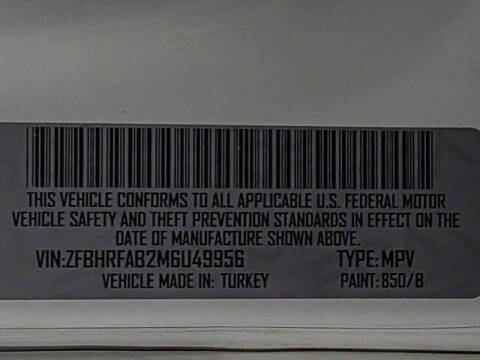 THIS VEHICLE CONFORMS TO ALL APPLICABLE U.S. FEDERAL MOTOR
VEHICLE SAFETY AND THEFT PREVENTION STANDARDS IN EFFECT ON THE
DATE OF MANUFACTURE SHOWN ABOVE.
VIN:ZFBHRFAB2M6U49956 TYPE: MPV
VEHICLE MADE IN: TURKEY PAINT: 850/8